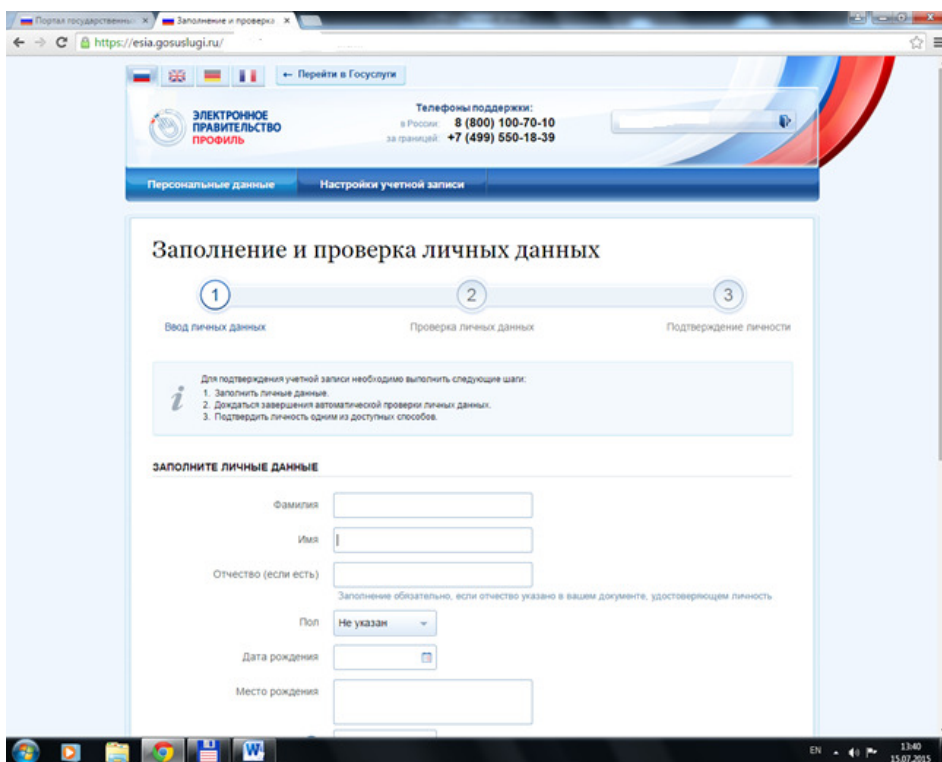 Портал государственны
Заполнение и проверка
https://esia.gosuslugi.ru/
← Перейти в Госуслуги
ЭЛЕКТРОННОЕ
ПРАВИТЕЛЬСТВО
ПРОФИЛЬ
Телефоны поддержки:
в России: 8 (800) 100-70-10
за границей: +7 (499) 550-18-39
Персональные данные
Настройки учетной записи
Заполнение и проверка личных данных
1
2
3
Ввод личных данных
Проверка личных данных
Подтверждение личности
i
Для подтверждения учетной записи необходимо выполнить следующие шаги:
1. Заполнить личные данные.
2. Дождаться завершения автоматической проверки личных данных.
3. Подтвердить личность одним из доступных способов.
ЗАПОЛНИТЕ ЛИЧНЫЕ ДАННЫЕ
Фамилия
Имя
Отчество (если есть)
Заполнение обязательно, если отчество указано в вашем документе, удостоверяющем личность
Пол
Не указан
Дата рождения
Место рождения
EN
13:40
15.07.2015